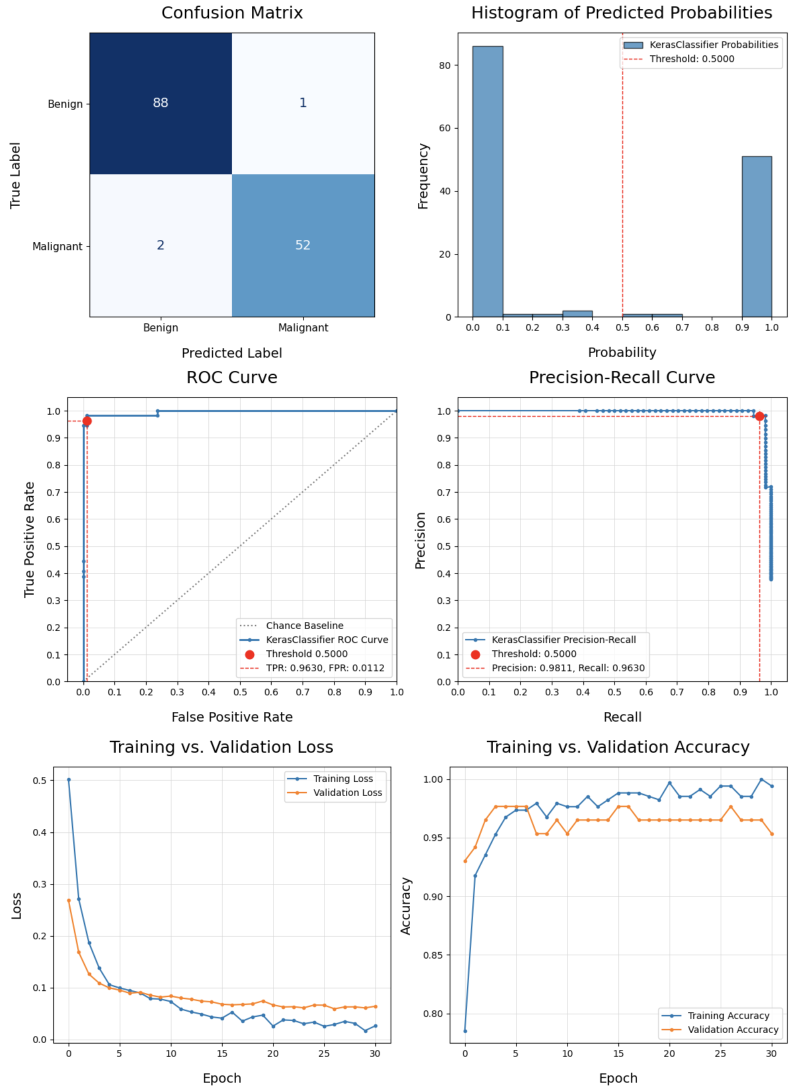 Confusion Matrix
True Label
Benign
Malignant
88
1
2
52
Benign
Malignant
Predicted Label
Histogram of Predicted Probabilities
Frequency
80
60
40
20
0
KerasClassifier Probabilities
Threshold: 0.5000
0.0 0.1 0.2 0.3 0.4 0.5 0.6 0.7 0.8 0.9 1.0
Probability
ROC Curve
True Positive Rate
1.0
0.9
0.8
0.7
0.6
0.5
0.4
0.3
0.2
0.1
0.0
Chance Baseline
KerasClassifier ROC Curve
Threshold 0.5000
TPR: 0.9630, FPR: 0.0112
0.0 0.1 0.2 0.3 0.4 0.5 0.6 0.7 0.8 0.9 1.0
False Positive Rate
Precision-Recall Curve
Precision
1.0
0.9
0.8
0.7
0.6
0.5
0.4
0.3
0.2
0.1
0.0
KerasClassifier Precision-Recall
Threshold: 0.5000
Precision: 0.9811, Recall: 0.9630
0.0 0.1 0.2 0.3 0.4 0.5 0.6 0.7 0.8 0.9 1.0
Recall
Training vs. Validation Loss
Loss
0.5
0.4
0.3
0.2
0.1
0.0
Training Loss
Validation Loss
0 5 10 15 20 25 30
Epoch
Training vs. Validation Accuracy
Accuracy
1.00
0.95
0.90
0.85
0.80
Training Accuracy
Validation Accuracy
0 5 10 15 20 25 30
Epoch